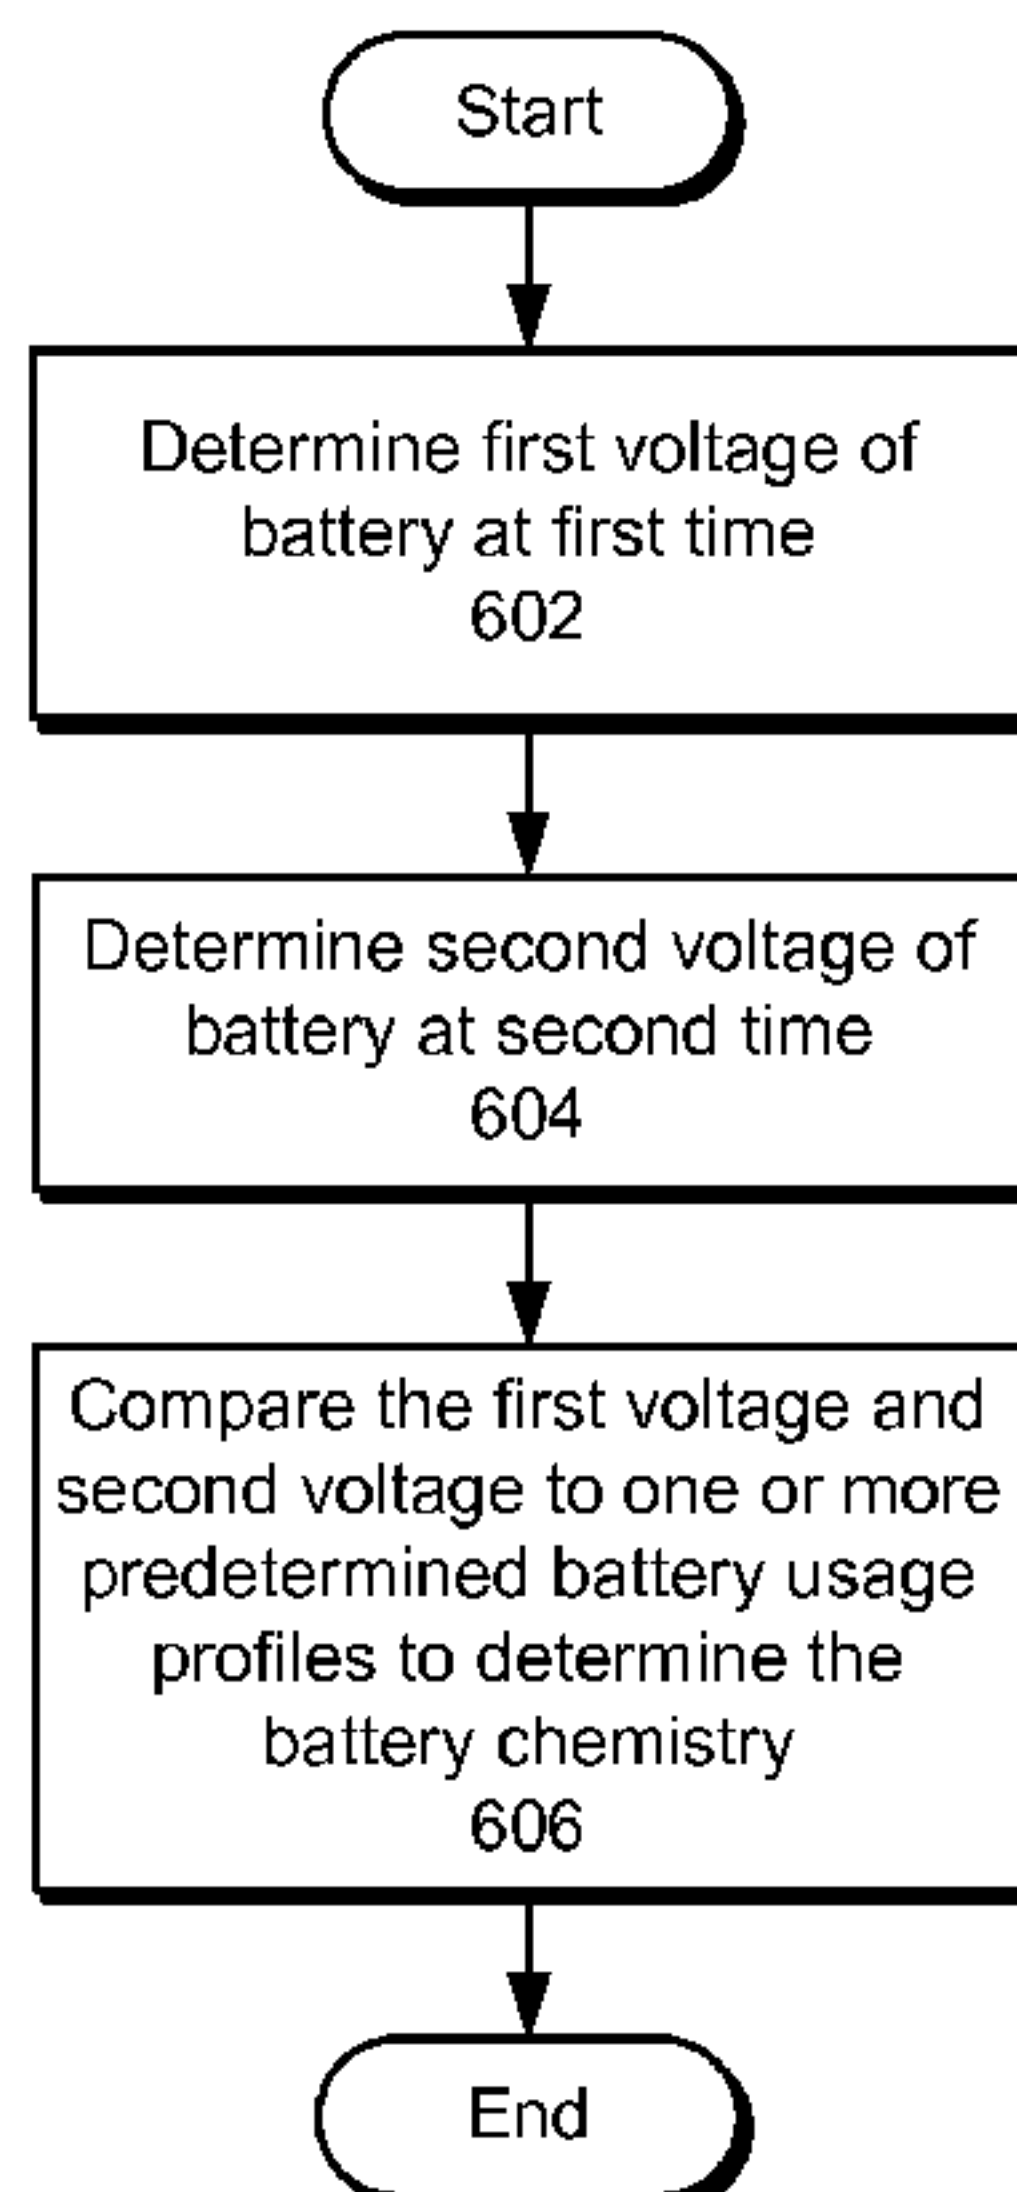 Start
Determine first voltage of
battery at first time
602
Determine second voltage of
battery at second time
604
Compare the first voltage and
second voltage to one or more
predetermined battery usage
profiles to determine the
battery chemistry
606
End